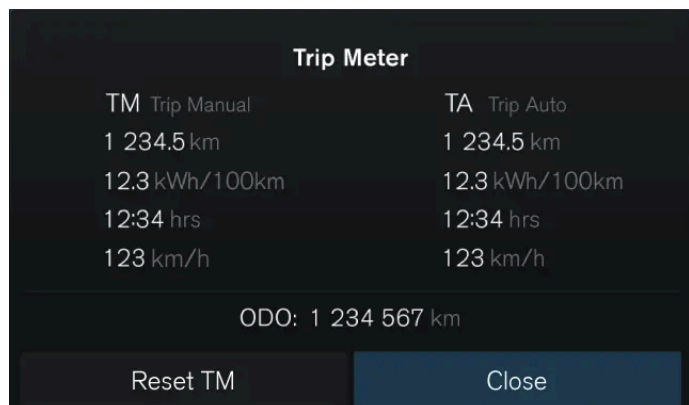 Trip Meter
TM Trip Manual
1 234.5 km
12.3 kWh/100km
12:34 hrs
123 km/h
TA Trip Auto
1 234.5 km
12.3 kWh/100km
12:34 hrs
123 km/h
ODO: 1 234 567 km
Reset TM
Close